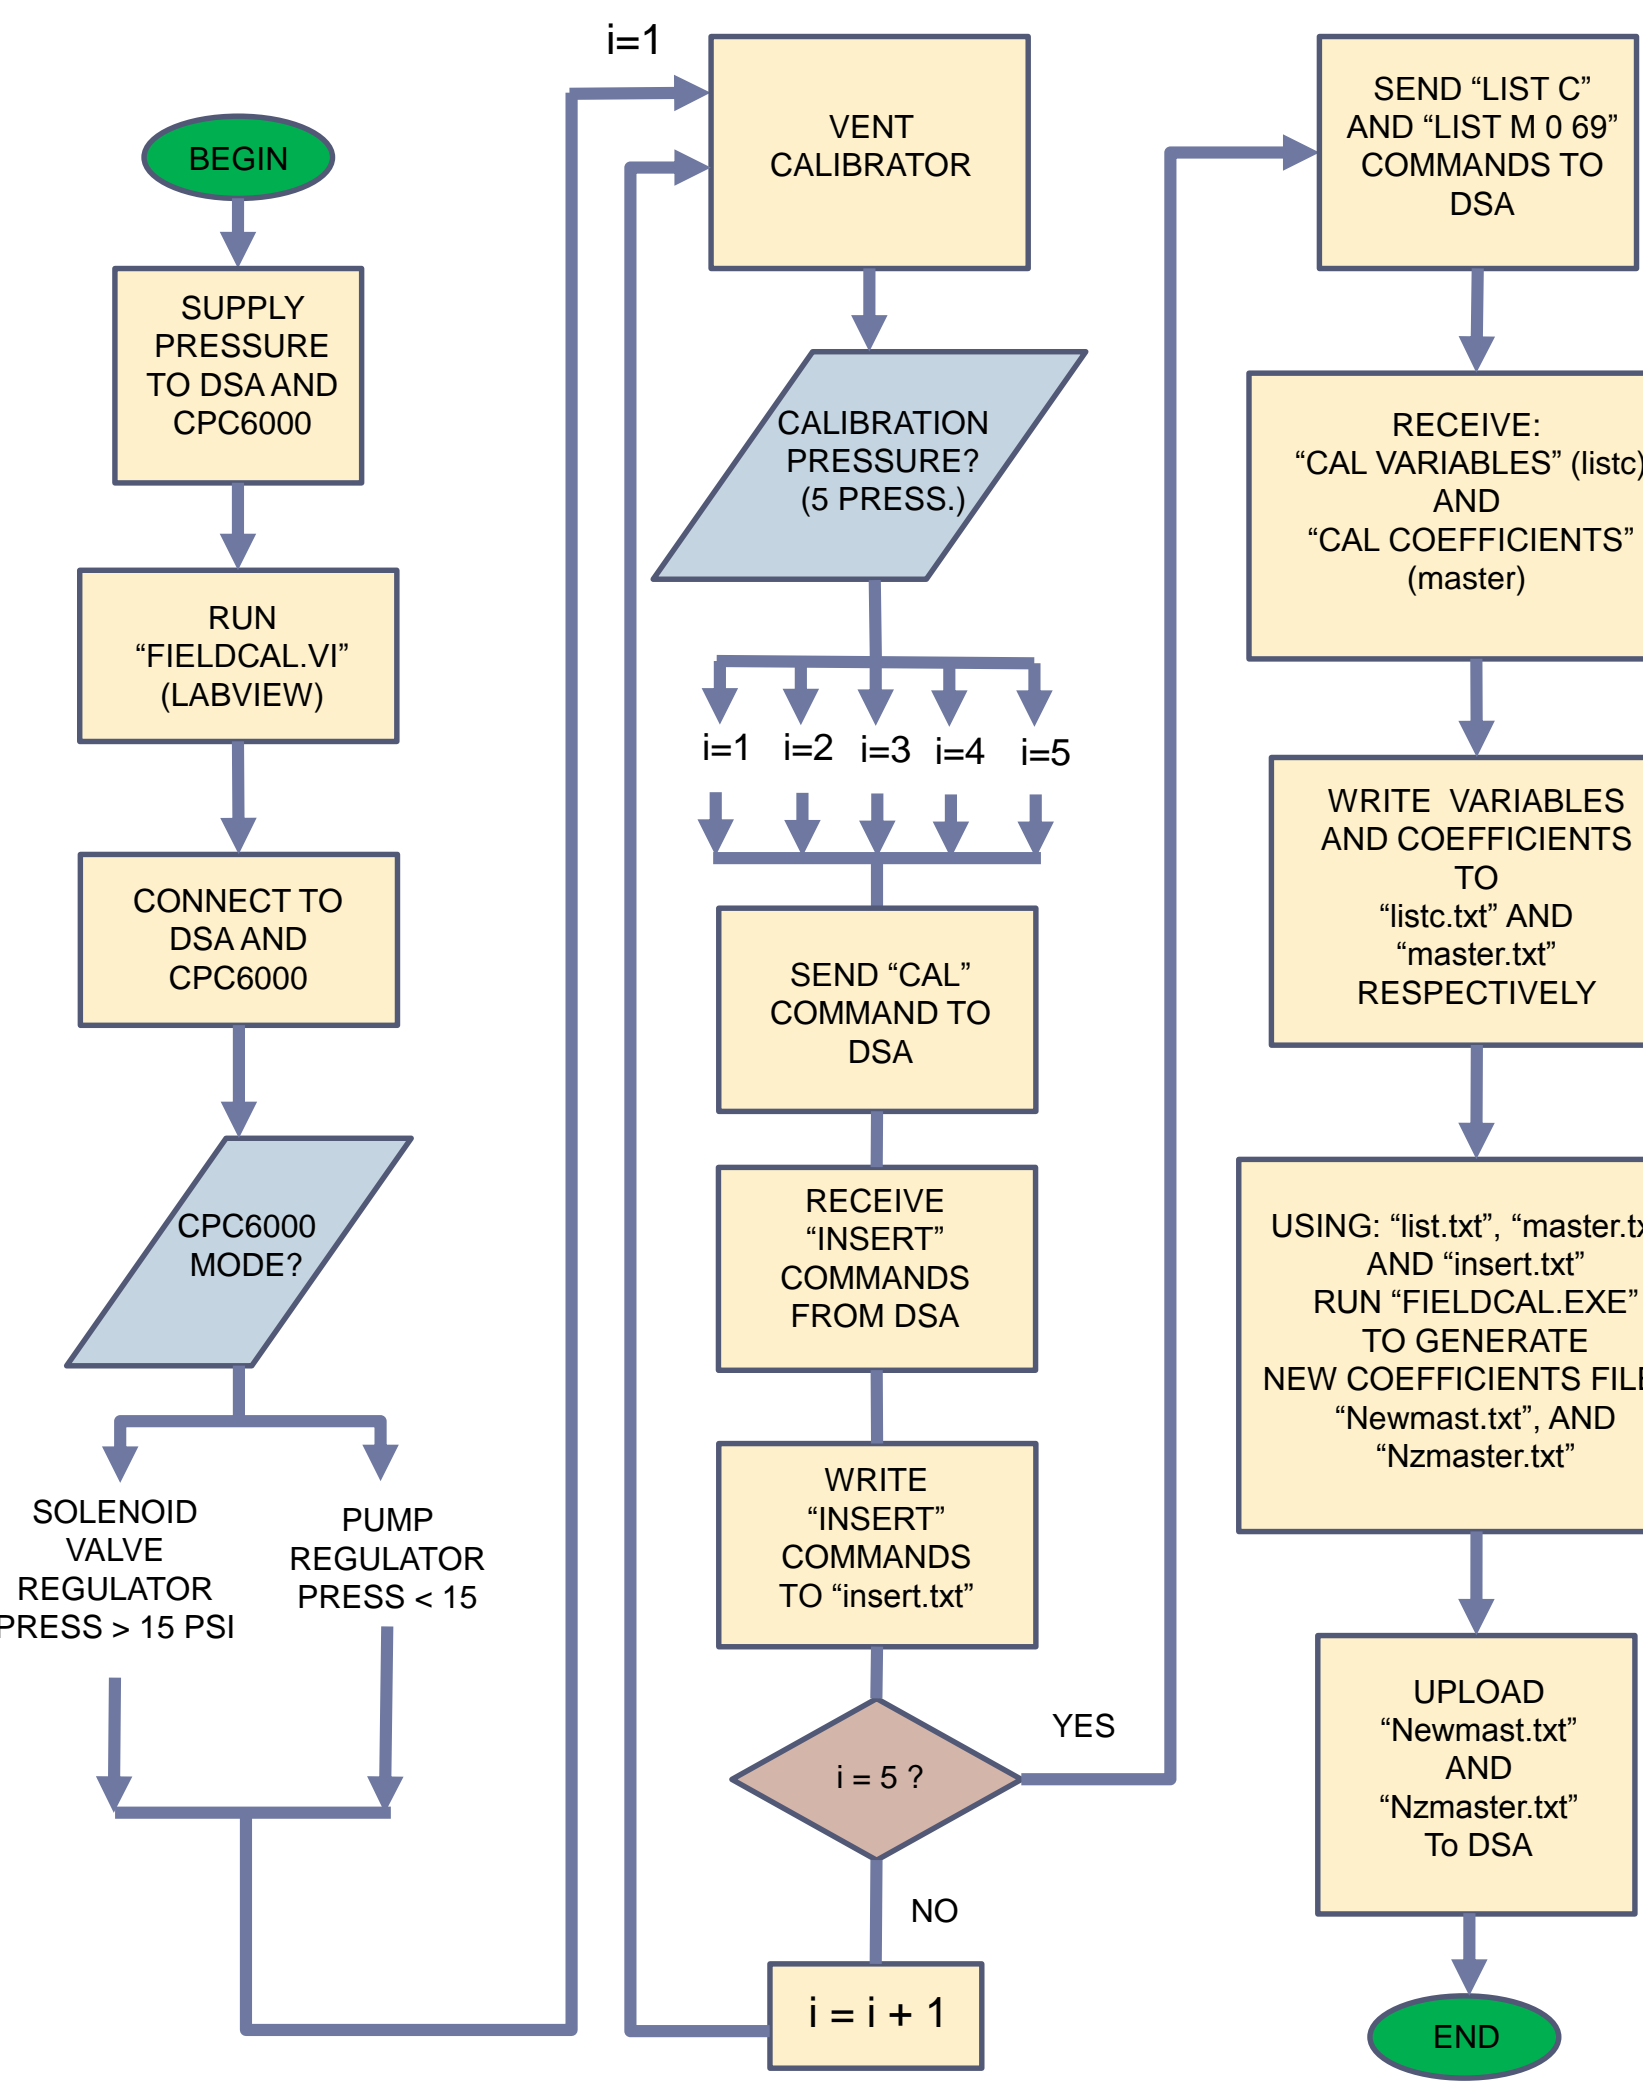 BEGIN
SUPPLY
PRESSURE
TO DSA AND
CPC6000
RUN
“FIELDCAL.VI”
(LABVIEW)
CONNECT TO
DSA AND
CPC6000
CPC6000
MODE?
SOLENOID
VALVE
REGULATOR
PRESS > 15 PSI
PUMP
REGULATOR
PRESS < 15
i=1
VENT
CALIBRATOR
CALIBRATION
PRESSURE?
(5 PRESS.)
i=1 i=2 i=3 i=4 i=5
SEND “CAL”
COMMAND TO
DSA
RECEIVE
“INSERT”
COMMANDS
FROM DSA
WRITE
“INSERT”
COMMANDS
TO “insert.txt”
i = 5 ?
YES
NO
i = i + 1
SEND “LIST C”
AND “LIST M 0 69”
COMMANDS TO
DSA
RECEIVE:
“CAL VARIABLES” (listc)
AND
“CAL COEFFICIENTS”
(master)
WRITE VARIABLES
AND COEFFICIENTS
TO
“listc.txt” AND
“master.txt”
RESPECTIVELY
USING: “list.txt”,
AND “insert.txt”
RUN “FIELDCAL.EXE”
TO GENERATE
NEW COEFFICIENTS
“Newmast.txt”, AND
“Nzmaster.txt”
UPLOAD
“Newmast.txt”
AND
“Nzmaster.txt”
To DSA
END